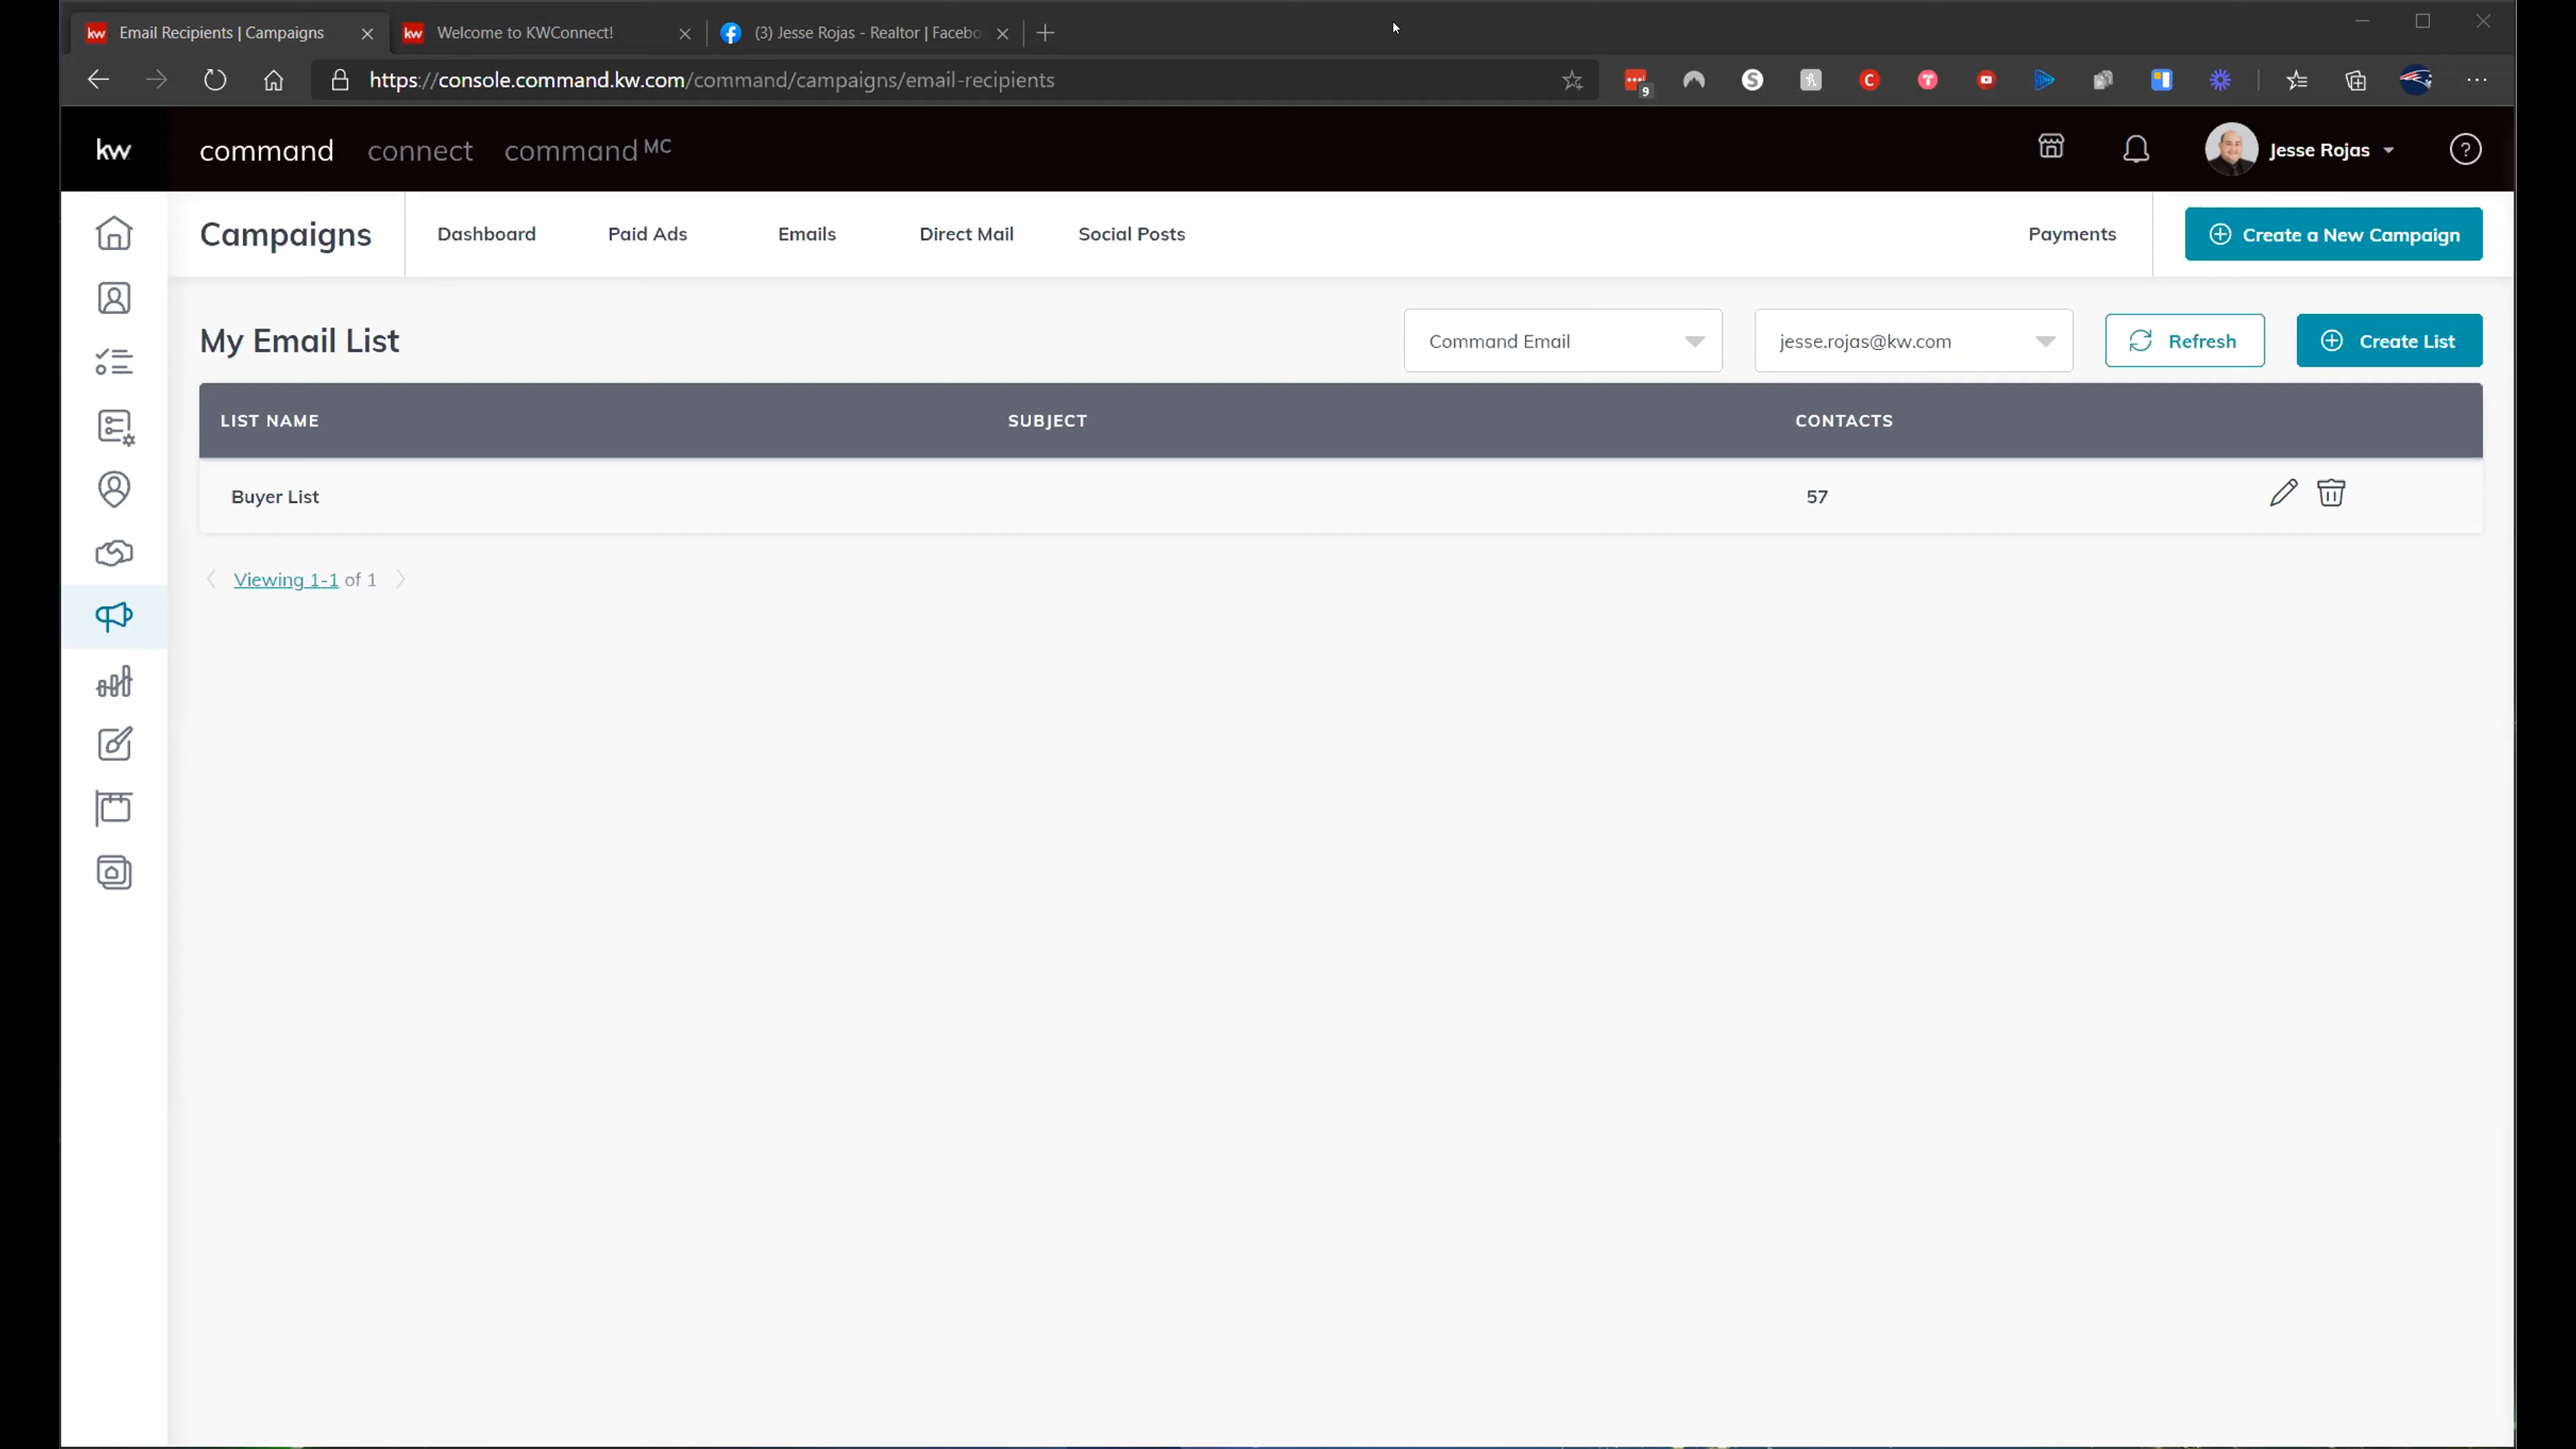 Email Recipients | Campaigns
Welcome to KWConnect!
(3) Jesse Rojas - Realtor | Facebo
https://console.command.kw.com/command/campaigns/email-recipients
9
kw command connect command MC
Jesse Rojas
?
Campaigns
Dashboard Paid Ads Emails Direct Mail Social Posts
Payments
Create a New Campaign
My Email List
Command Email
jesse.rojas@kw.com
Refresh
Create List
LIST NAME SUBJECT CONTACTS
Buyer List 57
Viewing 1-1 of 1